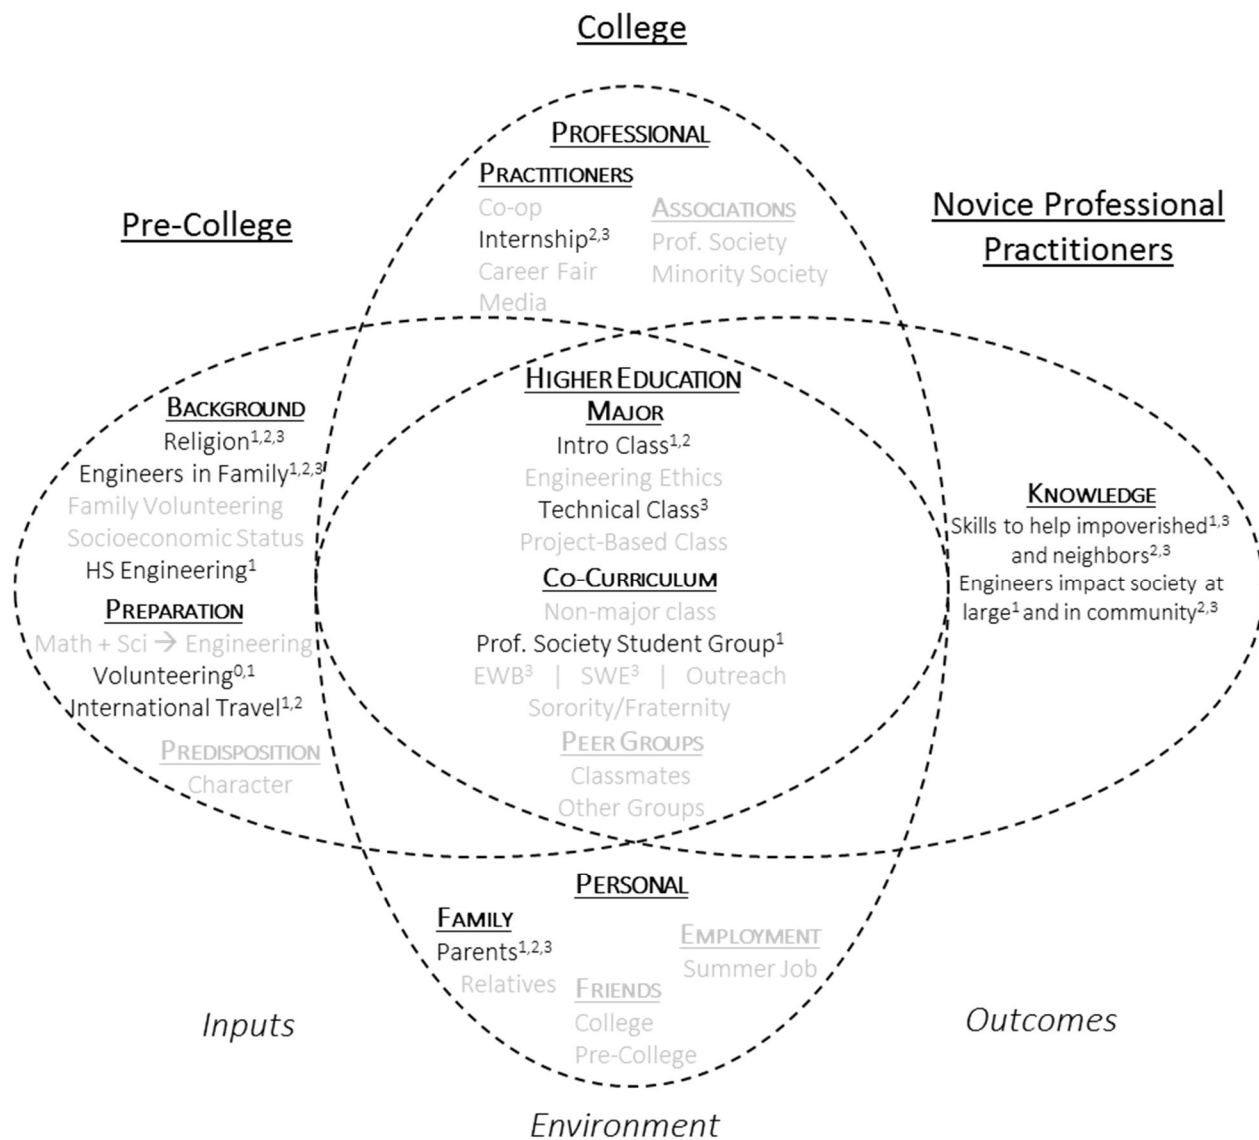 College
Pre-College
Novice Professional
Practitioners
PROFESSIONAL
PRACTITIONERS
Co-op
Internship2,3
Career Fair
Media
ASSOCIATIONS
Prof. Society
Minority Society
BACKGROUND
Religion1,2,3
Engineers in Family1,2,3
Family Volunteering
Socioeconomic Status
HS Engineering1
PREPARATION
Math + Sci → Engineering
Volunteering0,1
International Travel1,2
PREDISPOSITION
Character
HIGHER EDUCATION
MAJOR
Intro Class1,2
Engineering Ethics
Technical Class3
Project-Based Class
CO-CURRICULUM
Non-major class
Prof. Society Student Group1
EWB3 | SWE3 | Outreach
Sorority/Fraternity
PEER GROUPS
Classmates
Other Groups
KNOWLEDGE
Skills to help impoverished1,3
and neighbors2,3
Engineers impact society at
large1 and in community2,3
PERSONAL
FAMILY
Parents1,2,3
Relatives
FRIENDS
College
Pre-College
EMPLOYMENT
Summer Job
Inputs
Outcomes
Environment